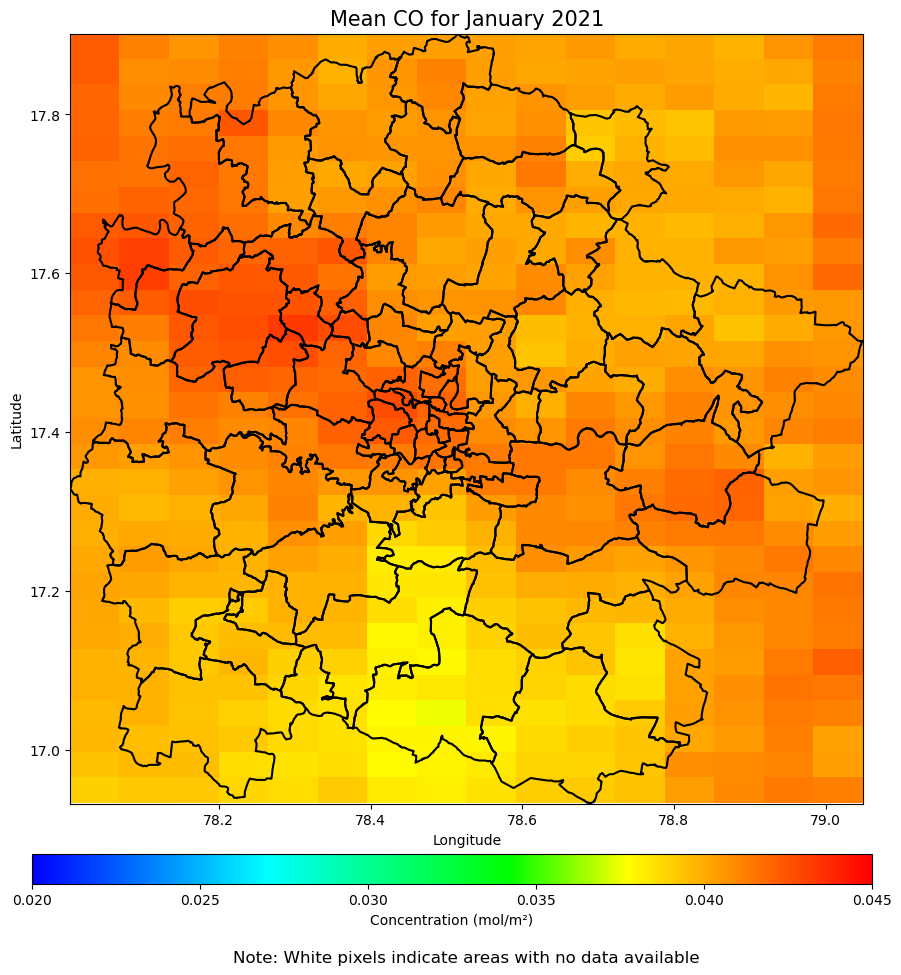 Mean CO for January 2021
17.8
17.6
17.4
17.2
17.0
Latitude
78.2 78.4 78.6 78.8 79.0
Longitude
0.020 0.025 0.030 0.035 0.040 0.045
Concentration (mol/m²)
Note: White pixels indicate areas with no data available